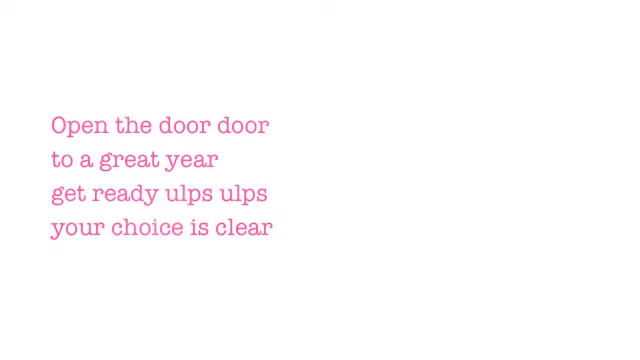 Open the door door
to a great year
get ready ulps ulps
your choice is clear